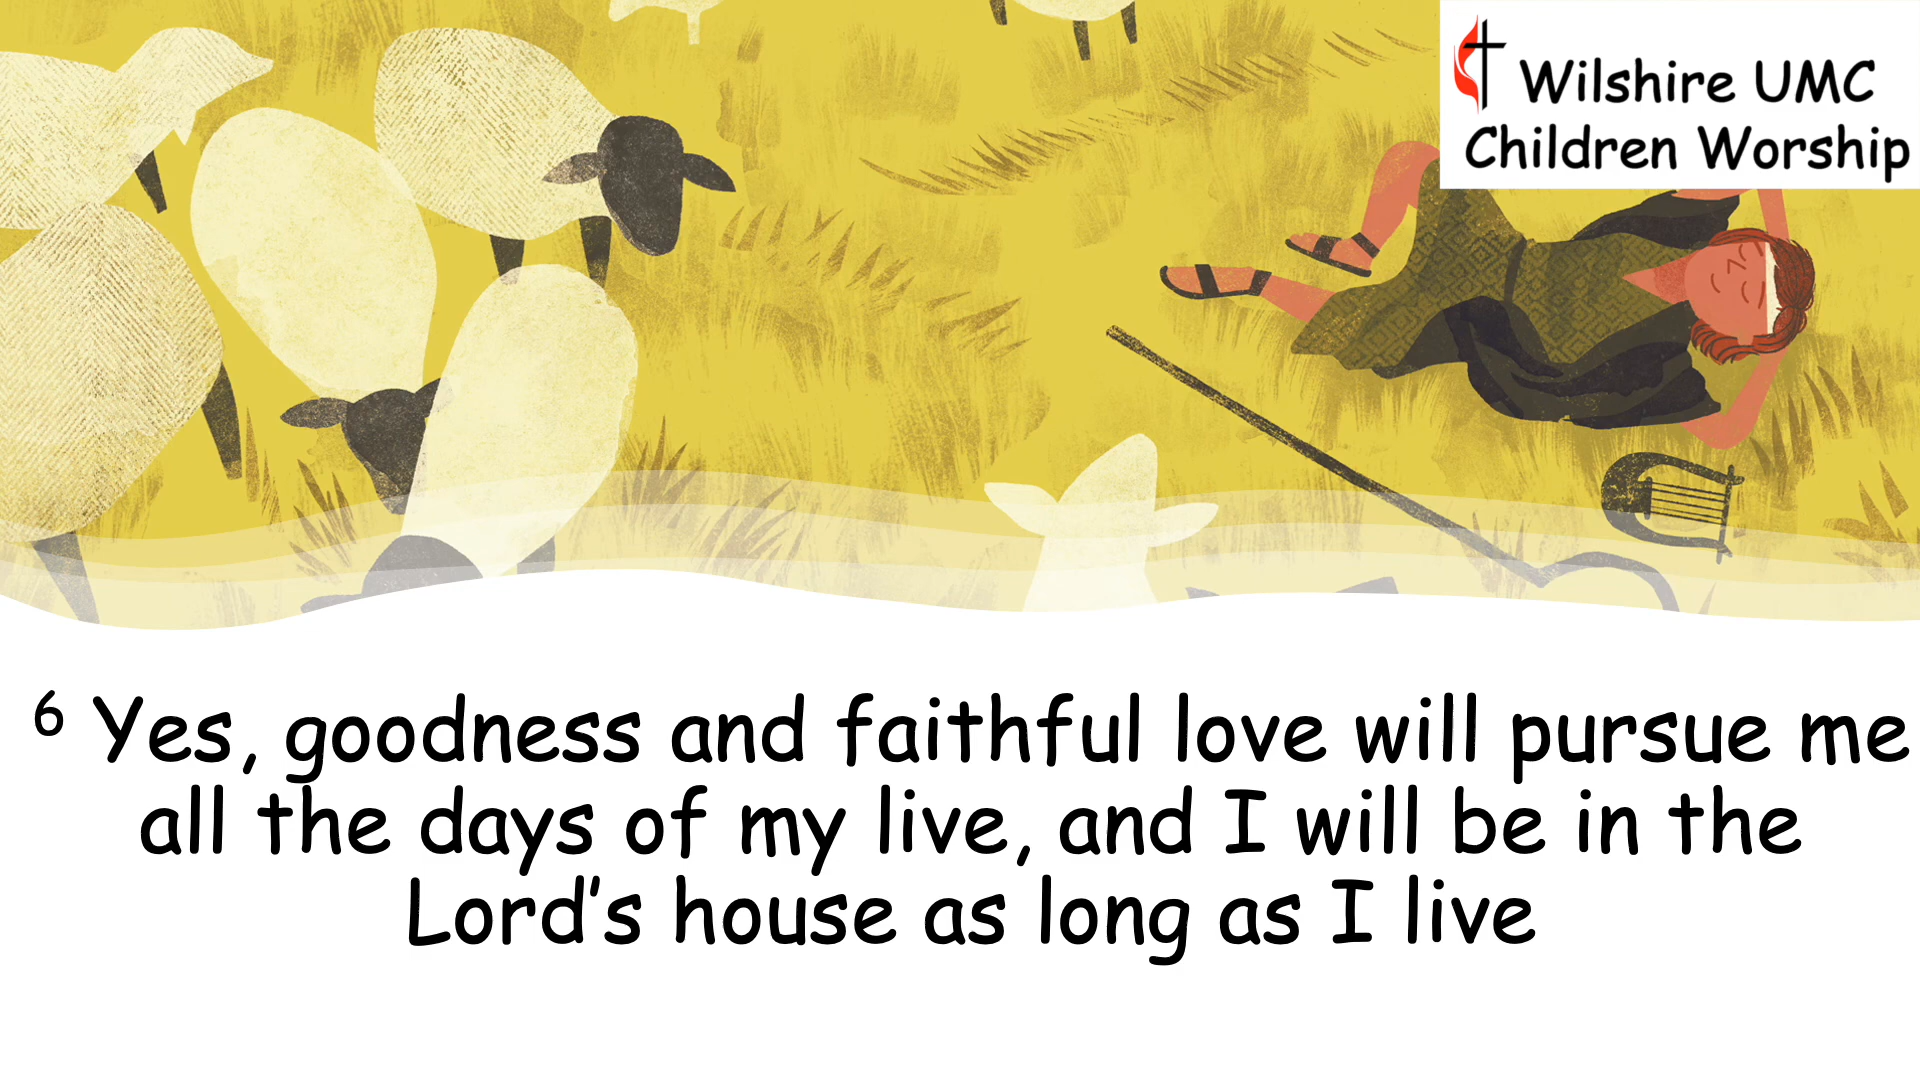 Wilshire UMC
Children Worship
6 Yes, goodness and faithful love will pursue me
all the days of my live, and I will be in the
Lord's house as long as I live